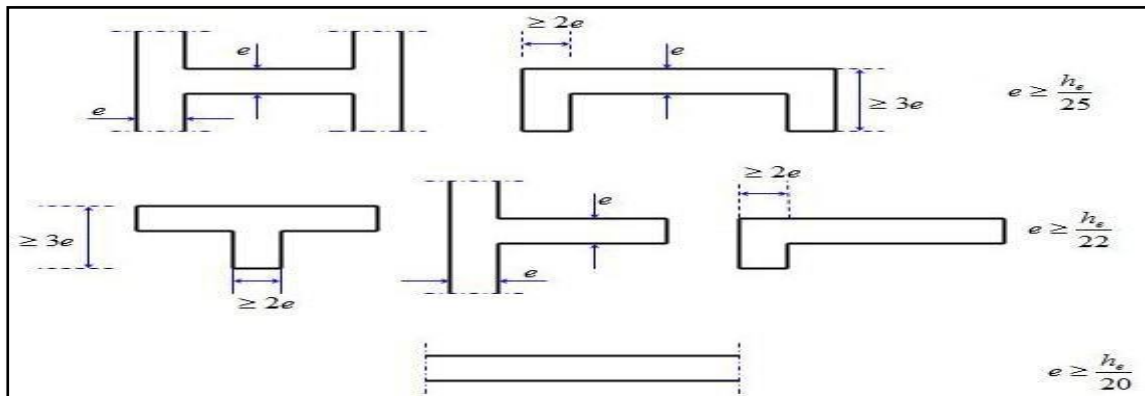 ≥ 2e
e
e
e
≥ 3e
e ≥ h_e/25
≥ 3e
≥ 2e
e
e
≥ 2e
e ≥ h_e/22
e ≥ h_e/20